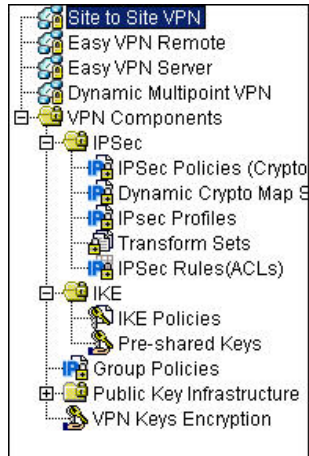 Site to Site VPN
Easy VPN Remote
Easy VPN Server
Dynamic Multipoint VPN
VPN Components
IPSec
IPSec Policies (Crypto
Dynamic Crypto Map S
IPsec Profiles
Transform Sets
IPSec Rules(ACLs)
IKE
IKE Policies
Pre-shared Keys
Group Policies
Public Key Infrastructure
VPN Keys Encryption